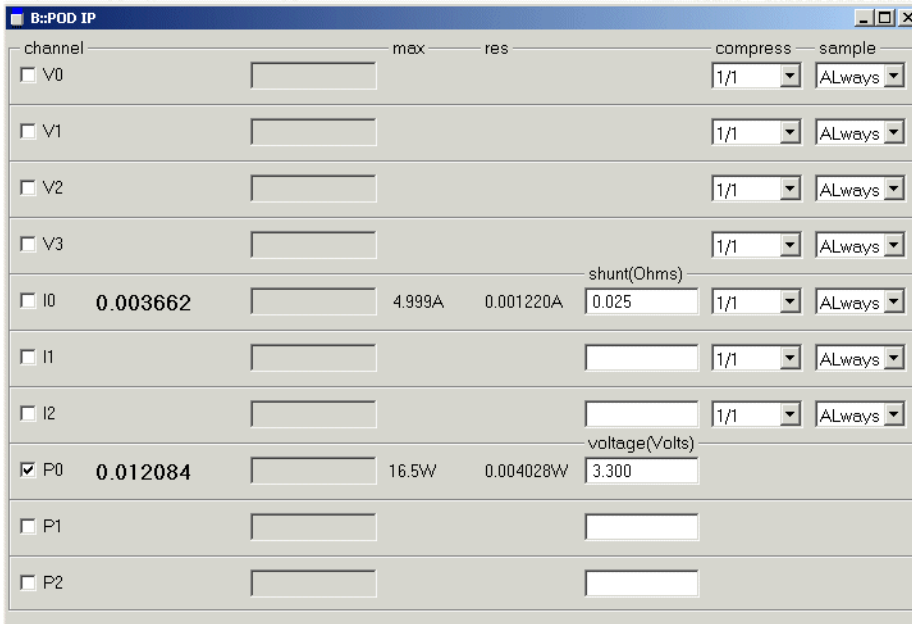 B::POD IP
channel max res compress sample
V0 1/1 ALways
V1 1/1 ALways
V2 1/1 ALways
V3 1/1 ALways
shunt(Ohms)
I0 0.003662 4.999A 0.001220A 0.025 1/1 ALways
I1 1/1 ALways
I2 1/1 ALways
voltage(Volts)
P0 0.012084 16.5W 0.004028W 3.300
P1
P2